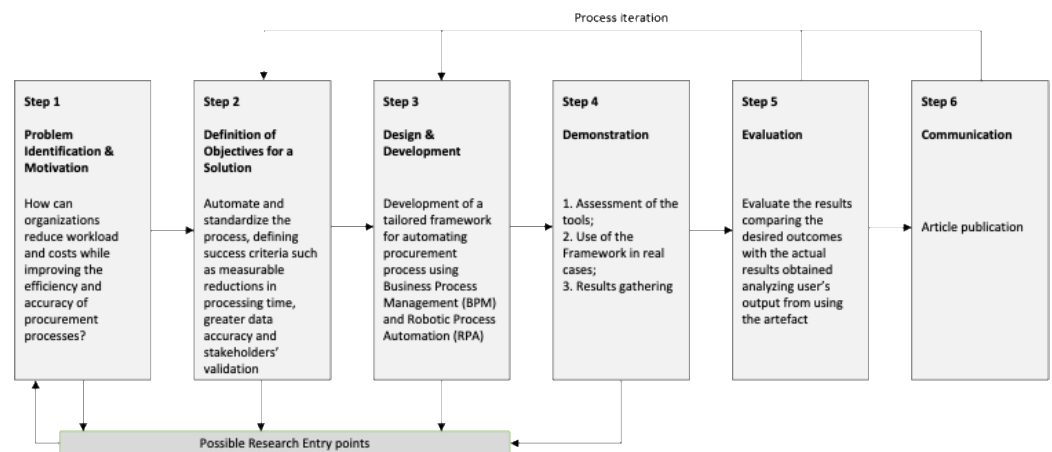 Process iteration
Step 1
Problem
Identification &
Motivation
How can
organizations
reduce workload
and costs while
improving the
efficiency and
accuracy of
procurement
processes?
Step 2
Definition of
Objectives for a
Solution
Automate and
standardize the
process, defining
success criteria such
as measurable
reductions in
processing time,
greater data
accuracy and
stakeholders'
validation
Step 3
Design &
Development
Development of a
tailored framework
for automating
procurement
process using
Business Process
Management (BPM)
and Robotic Process
Automation (RPA)
Step 4
Demonstration
1. Assessment of the
tools;
2. Use of the
Framework in real
cases;
3. Results gathering
Step 5
Evaluation
Evaluate the results
comparing the
desired outcomes
with the actual
results obtained
analyzing user's
output from using
the artefact
Step 6
Communication
Article publication
Possible Research Entry points